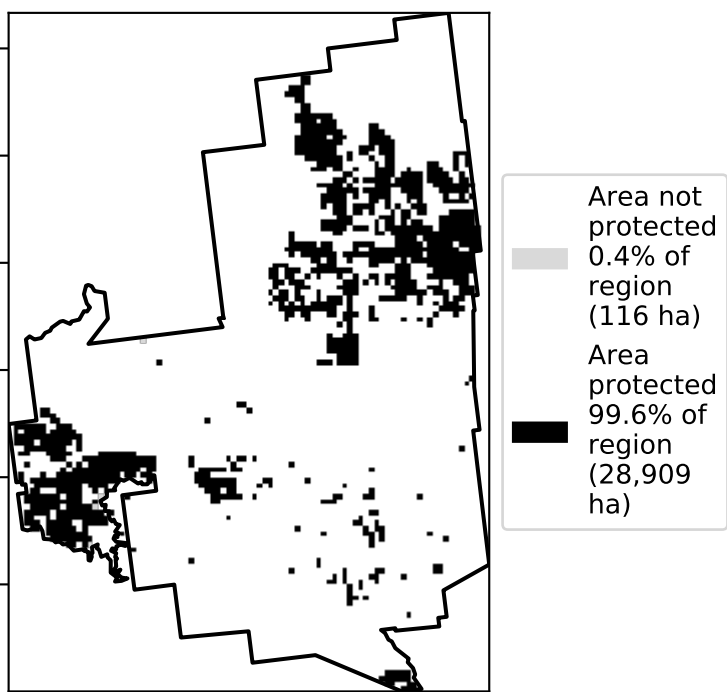 Area not
protected
0.4% of
region
(116 ha)
Area
protected
99.6% of
region
(28,909
ha)